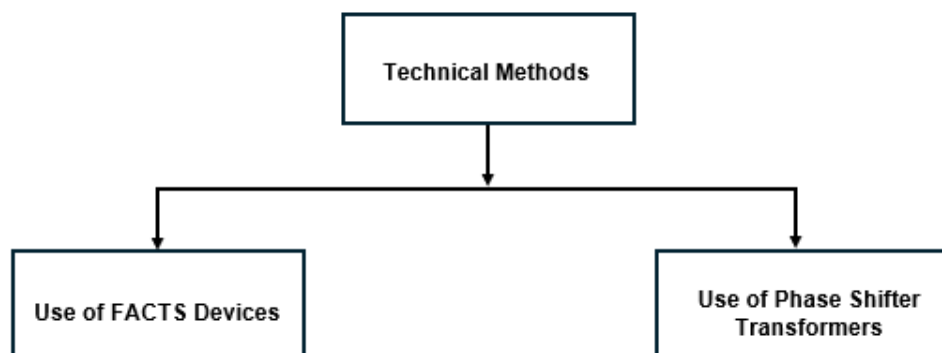 Technical Methods
Use of FACTS Devices
Use of Phase Shifter
Transformers